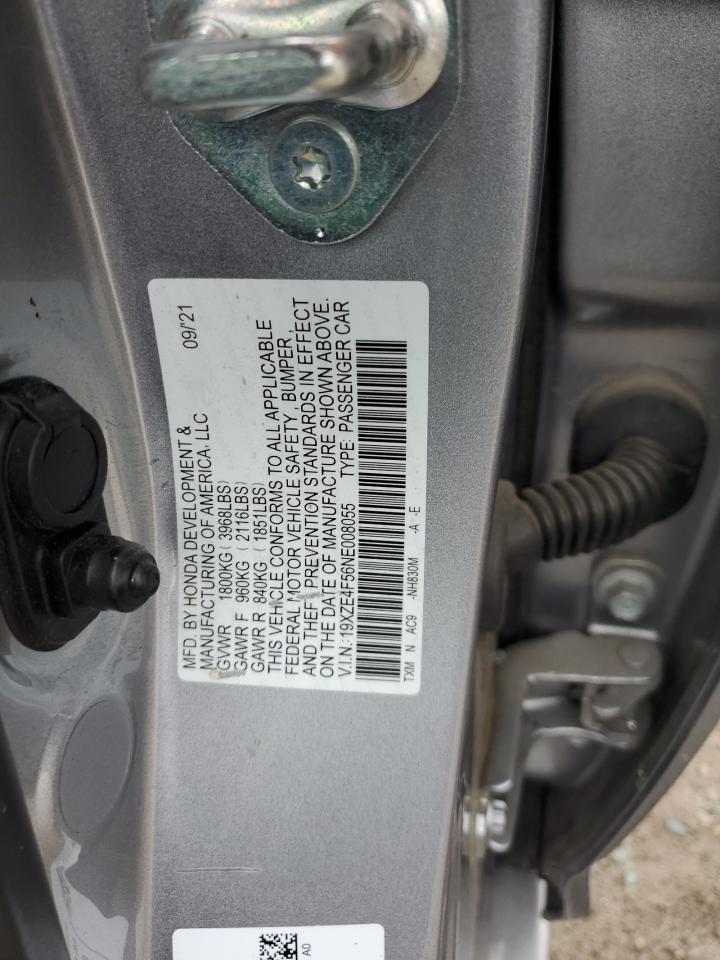 09/'21
MFD. BY HONDA DEVELOPMENT &
MANUFACTURING OF AMERICA, LLC
GVWR 1800KG ( 3968LBS)
GAWR F 960KG ( 2116LBS)
GAWR R 840KG ( 1851LBS)
THIS VEHICLE CONFORMS TO ALL APPLICABLE
FEDERAL MOTOR VEHICLE SAFETY, BUMPER,
AND THEFT PREVENTION STANDARDS IN EFFECT
ON THE DATE OF MANUFACTURE SHOWN ABOVE.
V.I.N.:19XZE4F56NE008055 TYPE: PASSENGER CAR
TXM N AC9 -NH830M -A -E
A0